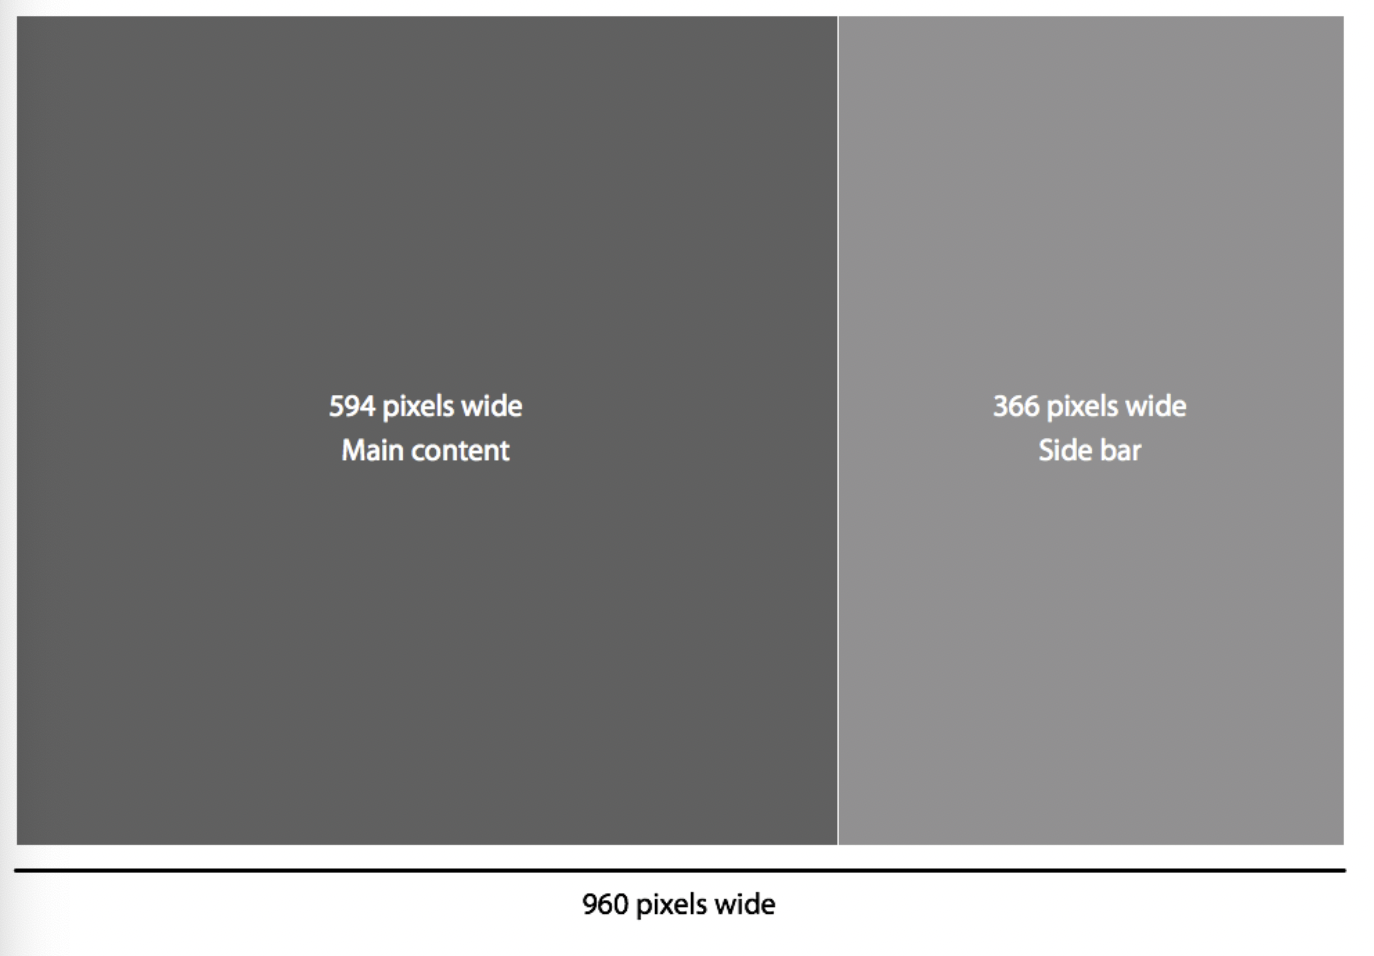 594 pixels wide
Main content
366 pixels wide
Side bar
960 pixels wide